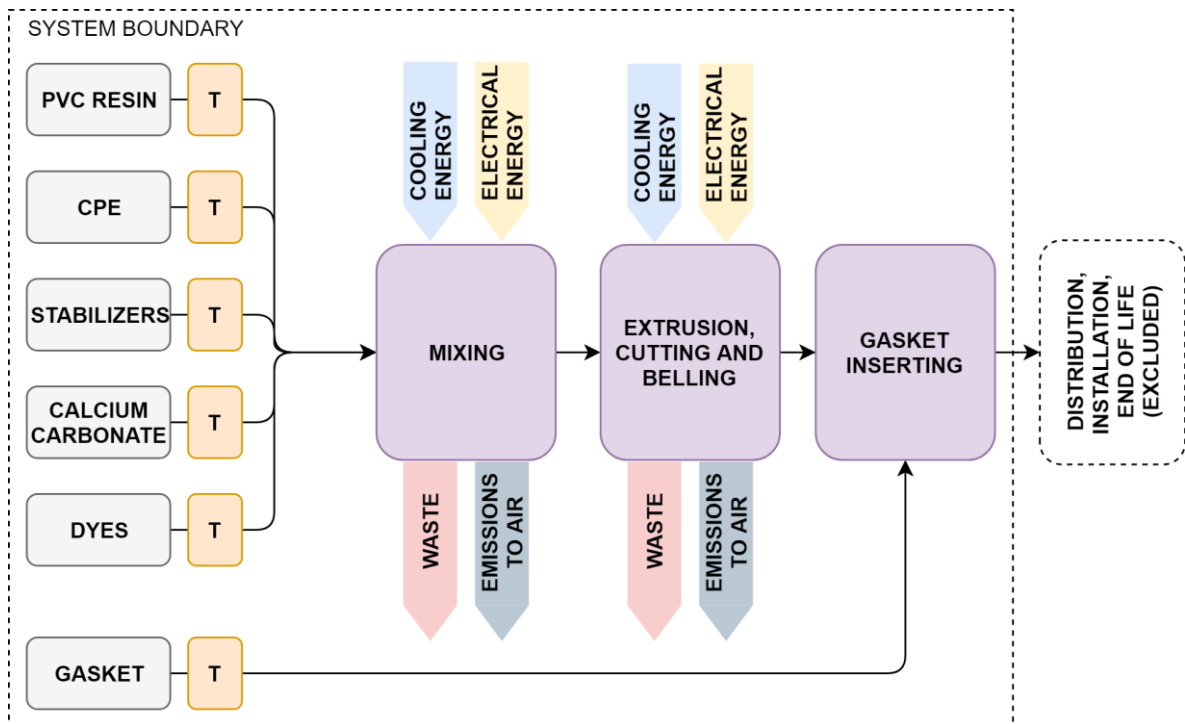 SYSTEM BOUNDARY
PVC RESIN
T
CPE
T
STABILIZERS
T
CALCIUM
CARBONATE
T
DYES
T
GASKET
T
COOLING
ENERGY
ELECTRICAL
ENERGY
MIXING
WASTE
EMISSIONS
TO AIR
COOLING
ENERGY
ELECTRICAL
ENERGY
EXTRUSION,
CUTTING AND
BELLING
WASTE
EMISSIONS
TO AIR
GASKET
INSERTING
DISTRIBUTION,
INSTALLATION,
END OF LIFE
(EXCLUDED)